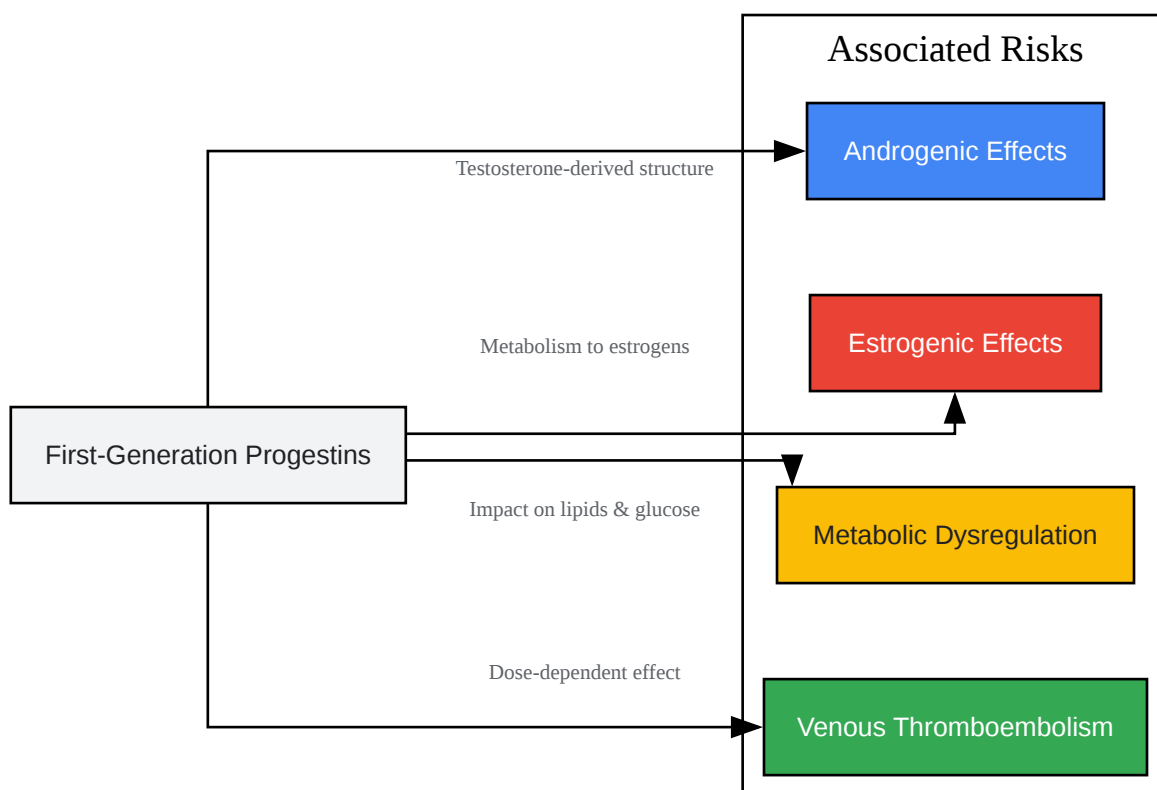 Associated Risks
Androgenic Effects
Testosterone-derived structure
Estrogenic Effects
Metabolism to estrogens
First-Generation Progestins
Impact on lipids & glucose
Metabolic Dysregulation
Dose-dependent effect
Venous Thromboembolism